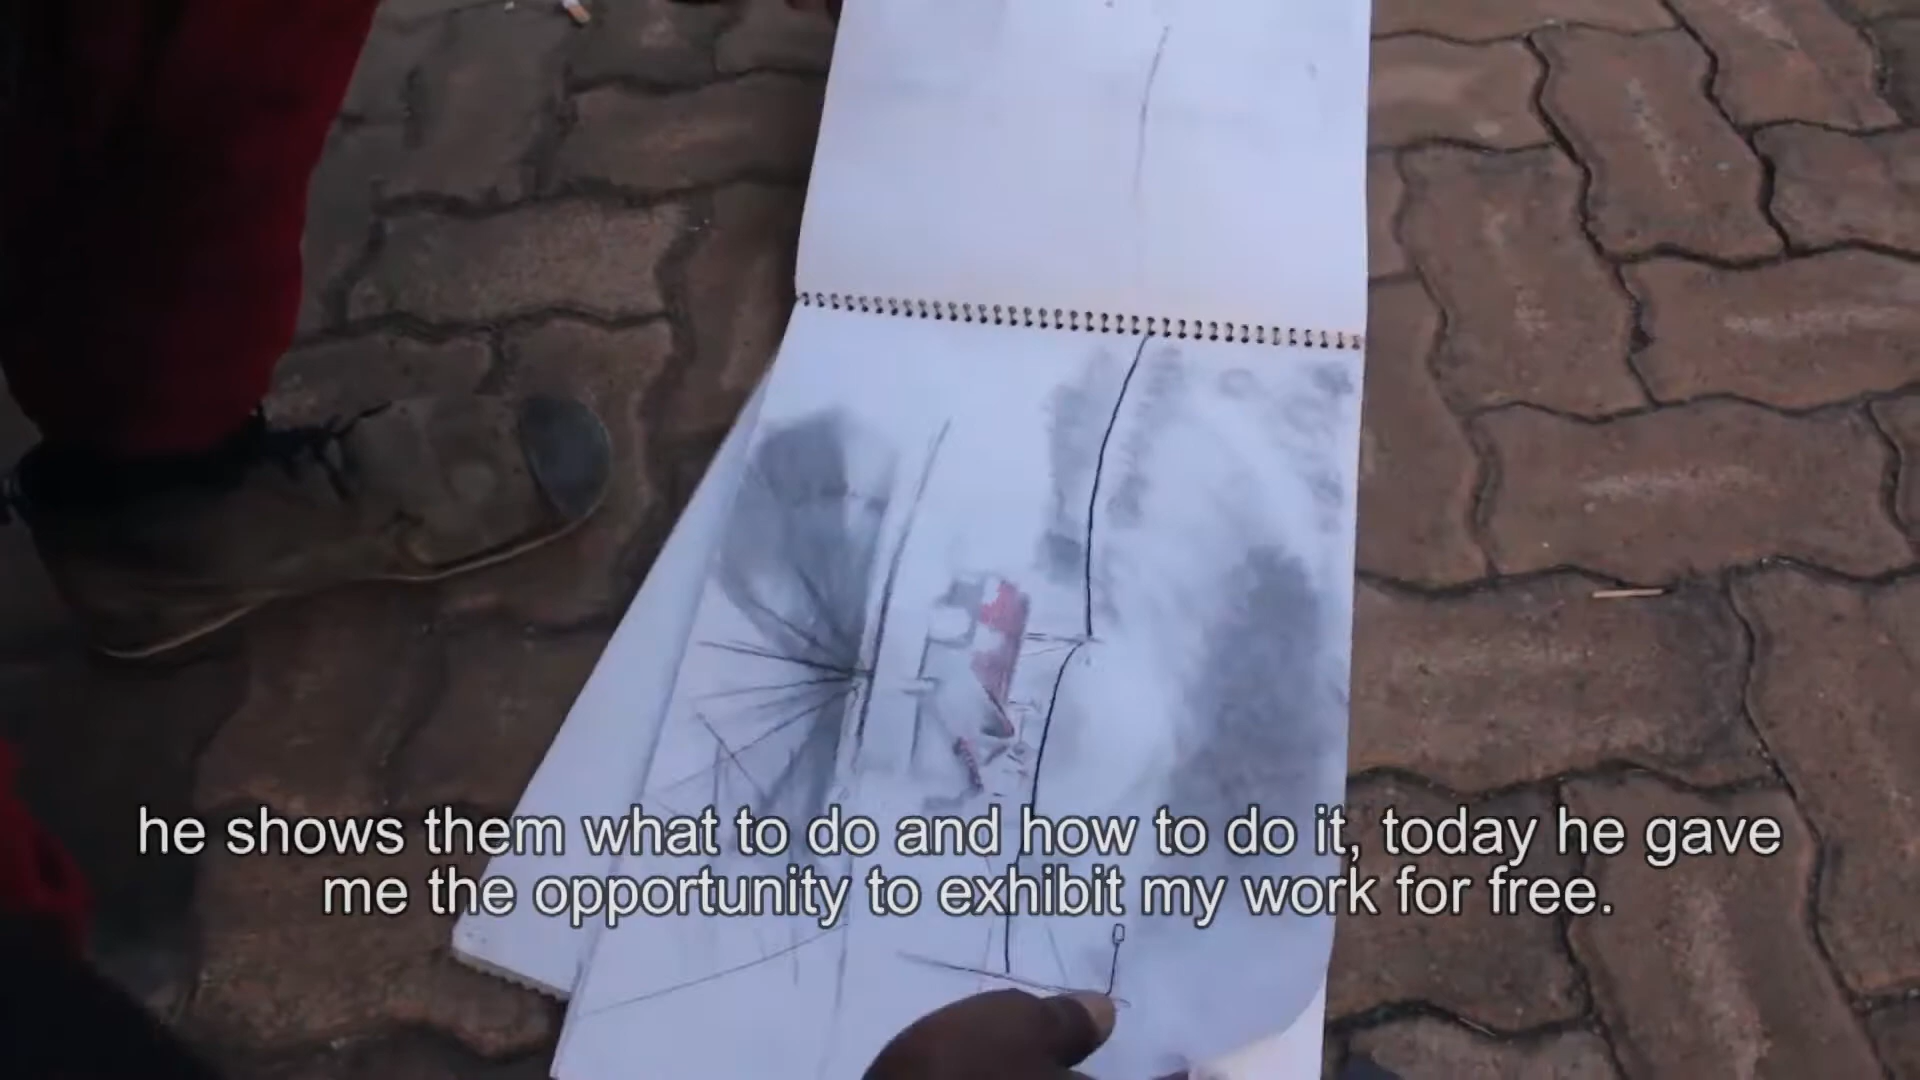 he shows them what to do and how to do it, today he gave
me the opportunity to exhibit my work for free.